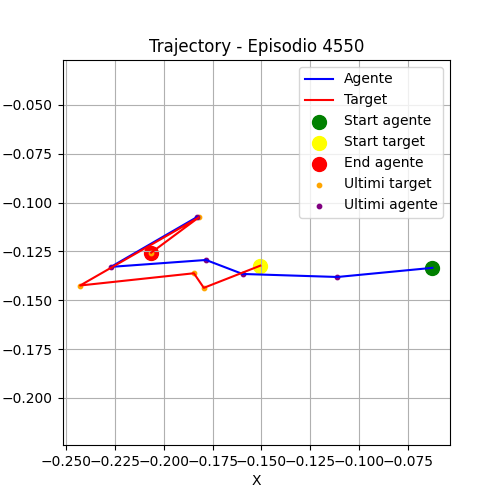 Trajectory - Episodio 4550
Agente
Target
Start agente
Start target
End agente
Ultimi target
Ultimi agente
−0.050
−0.075
−0.100
−0.125
−0.150
−0.175
−0.200
−0.250−0.225−0.200−0.175−0.150−0.125−0.100−0.075
X